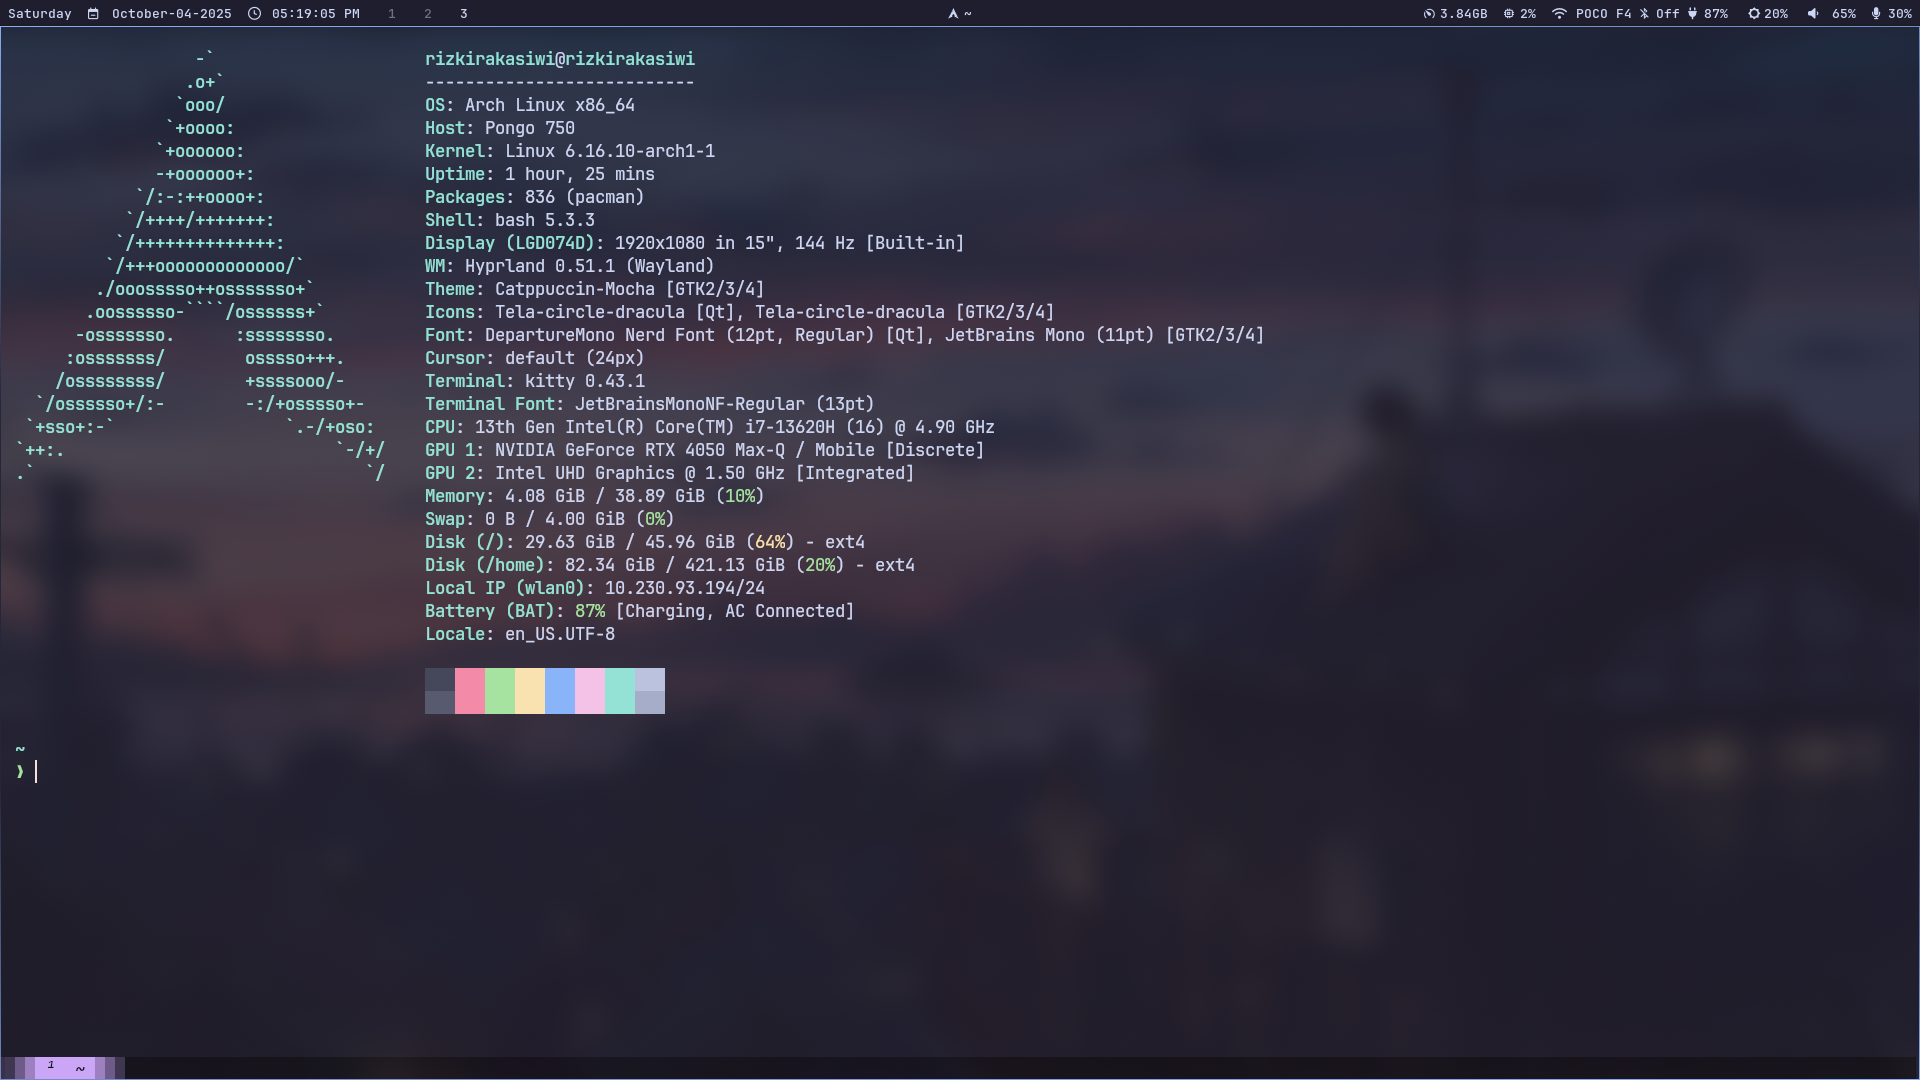 Saturday October-04-2025 05:19:05 PM 1 2 3 ~ 3.84GB 2% POCO F4 Off 87% 20% 65% 30%
                  -`
                 .o+`
                `ooo/
               `+oooo:
              `+oooooo:
              -+oooooo+:
            `/:-:++oooo+:
           `/++++/+++++++:
          `/++++++++++++++:
         `/+++ooooooooooooo/`
        ./ooosssso++osssssso+`
       .oossssso-````/ossssss+`
      -osssssso.      :ssssssso.
     :osssssss/        osssso+++.
    /ossssssss/        +ssssooo/-
  `/ossssso+/:-        -:/+osssso+-
 `+sso+:-`                 `.-/+oso:
`++:.                           `-/+/
.`                                 `/
rizkirakasiwi@rizkirakasiwi
---------------------------
OS: Arch Linux x86_64
Host: Pongo 750
Kernel: Linux 6.16.10-arch1-1
Uptime: 1 hour, 25 mins
Packages: 836 (pacman)
Shell: bash 5.3.3
Display (LGD074D): 1920x1080 in 15", 144 Hz [Built-in]
WM: Hyprland 0.51.1 (Wayland)
Theme: Catppuccin-Mocha [GTK2/3/4]
Icons: Tela-circle-dracula [Qt], Tela-circle-dracula [GTK2/3/4]
Font: DepartureMono Nerd Font (12pt, Regular) [Qt], JetBrains Mono (11pt) [GTK2/3/4]
Cursor: default (24px)
Terminal: kitty 0.43.1
Terminal Font: JetBrainsMonoNF-Regular (13pt)
CPU: 13th Gen Intel(R) Core(TM) i7-13620H (16) @ 4.90 GHz
GPU 1: NVIDIA GeForce RTX 4050 Max-Q / Mobile [Discrete]
GPU 2: Intel UHD Graphics @ 1.50 GHz [Integrated]
Memory: 4.08 GiB / 38.89 GiB (10%)
Swap: 0 B / 4.00 GiB (0%)
Disk (/): 29.63 GiB / 45.96 GiB (64%) - ext4
Disk (/home): 82.34 GiB / 421.13 GiB (20%) - ext4
Local IP (wlan0): 10.230.93.194/24
Battery (BAT): 87% [Charging, AC Connected]
Locale: en_US.UTF-8
~
❯
1 ~